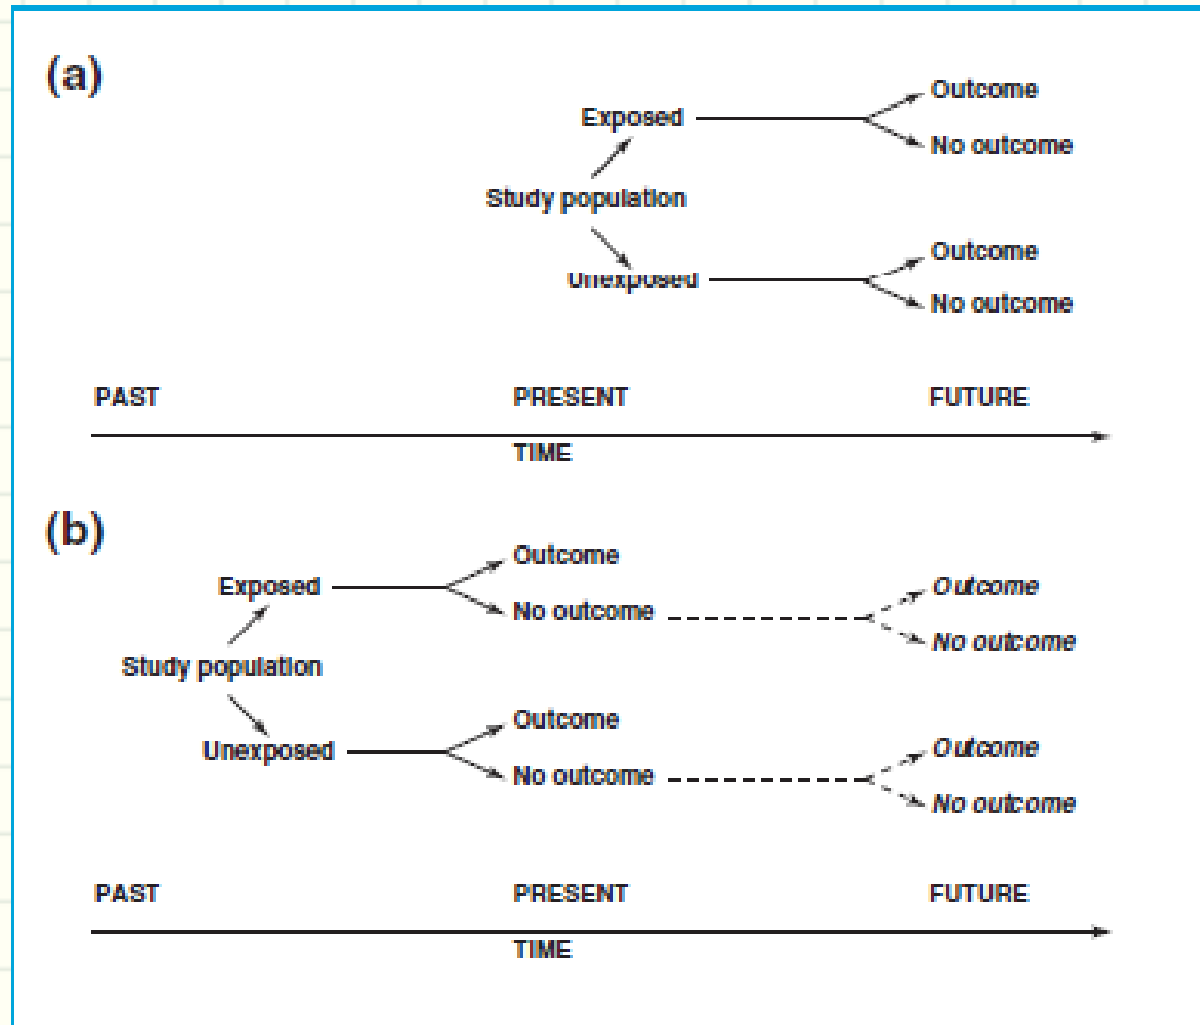 (a)
Outcome
Exposed
No outcome
Study population
Outcome
Unexposed
No outcome
PAST PRESENT FUTURE
TIME
(b)
Outcome
Exposed
Outcome
No outcome
No outcome
Study population
Outcome
Unexposed
Outcome
No outcome
No outcome
PAST PRESENT FUTURE
TIME